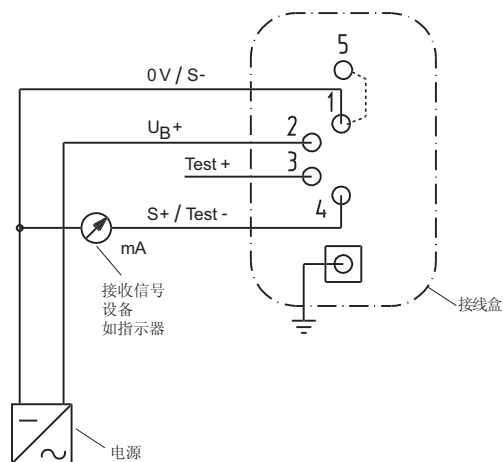 5
0 V / S-
1
UB+
2
Test +
3
S+ / Test -
4
mA
接收信号
设备
如指示器
接线盒
电源